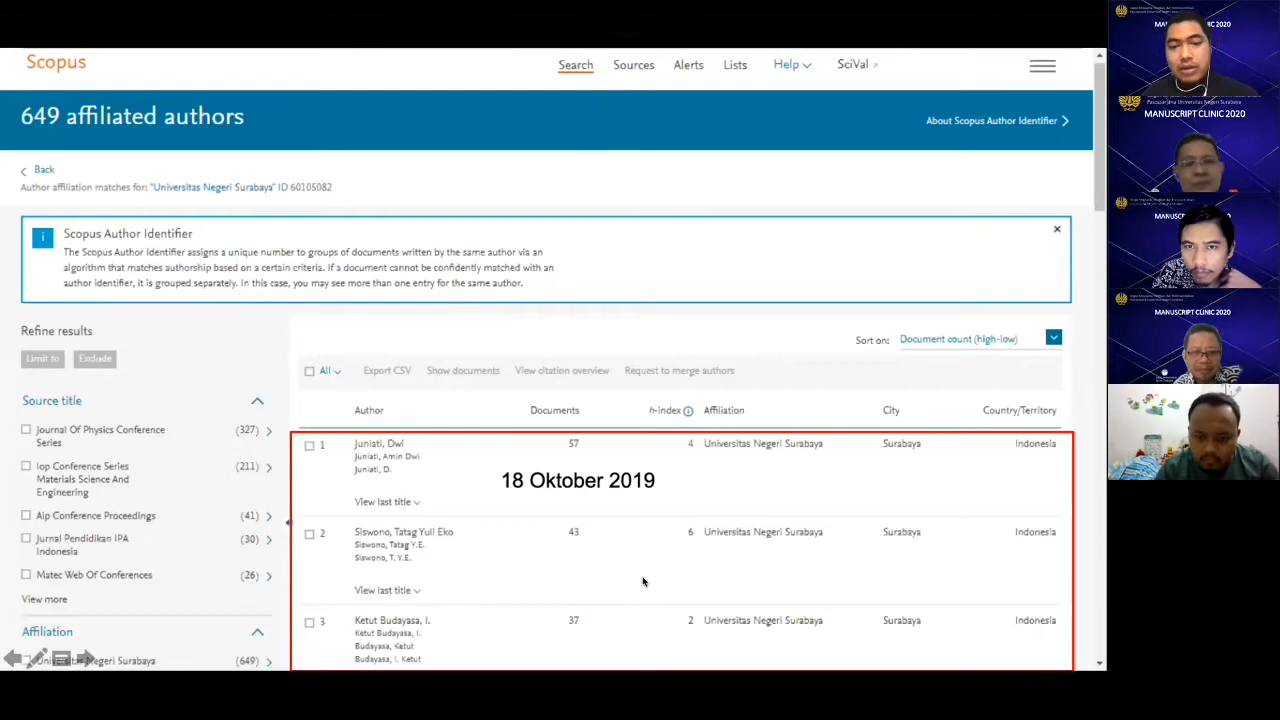 Scopus
Search Sources Alerts Lists Help SciVal
649 affiliated authors
About Scopus Author Identifier
Back
Author affiliation matches for: "Universitas Negeri Surabaya" ID 60105082
i
Scopus Author Identifier
The Scopus Author Identifier assigns a unique number to groups of documents written by the same author via an
algorithm that matches authorship based on a certain criteria. If a document cannot be confidently matched with an
author identifier, it is grouped separately. In this case, you may see more than one entry for the same author.
Refine results
Limit to Exclude
Source title
Journal Of Physics Conference
Series
(327)
Iop Conference Series
Materials Science And
Engineering
(211)
Aip Conference Proceedings (41)
Jurnal Pendidikan IPA
Indonesia
(30)
Matec Web Of Conferences (26)
View more
Affiliation
Universitas Negeri Surabaya (649)
Sort on: Document count (high-low)
All Export CSV Show documents View citation overview Request to merge authors
Author Documents h-index Affiliation City Country/Territory
1 Juniati, Dwi 57 4 Universitas Negeri Surabaya Surabaya Indonesia
Juniati, Amin Dwi
Juniati, D.
18 Oktober 2019
View last title
2 Siswono, Tatag Yuli Eko 43 6 Universitas Negeri Surabaya Surabaya Indonesia
Siswono, Tatag Y.E.
Siswono, T. Y.E.
View last title
3 Ketut Budayasa, I. 37 2 Universitas Negeri Surabaya Surabaya Indonesia
Ketut Budayasa, I.
Budayasa, Ketut
Budayasa, I. Ketut
MANUSCRIPT CLINIC 2020
Pascasarjana Universitas Negeri Surabaya
MANUSCRIPT CLINIC 2020
MANUSC 2020
MANUSCRIPT CLINIC 2020